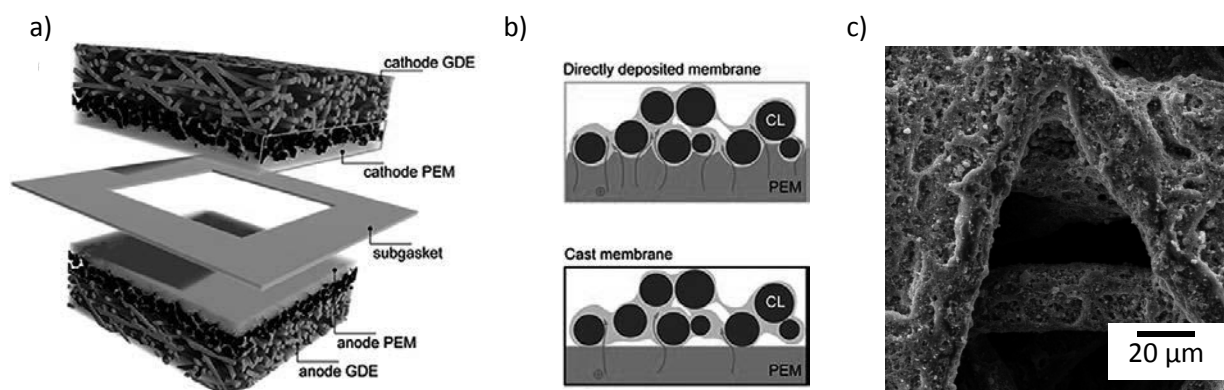 a)
cathode GDE
cathode PEM
subgasket
anode PEM
anode GDE
b)
Directly deposited membrane
CL
PEM
Cast membrane
CL
PEM
c)
20 μm